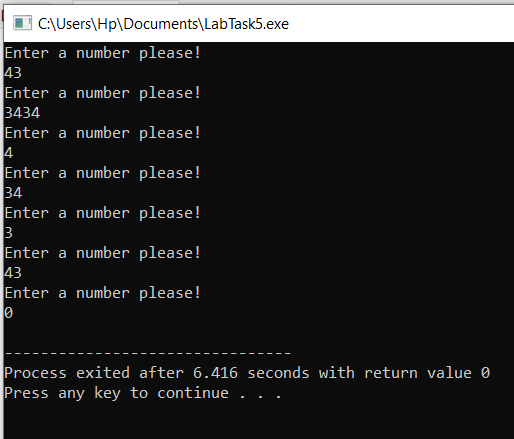 C:\Users\Hp\Documents\LabTask5.exe
Enter a number please!
43
Enter a number please!
3434
Enter a number please!
4
Enter a number please!
34
Enter a number please!
3
Enter a number please!
43
Enter a number please!
0
--------------------------------
Process exited after 6.416 seconds with return value 0
Press any key to continue . . .